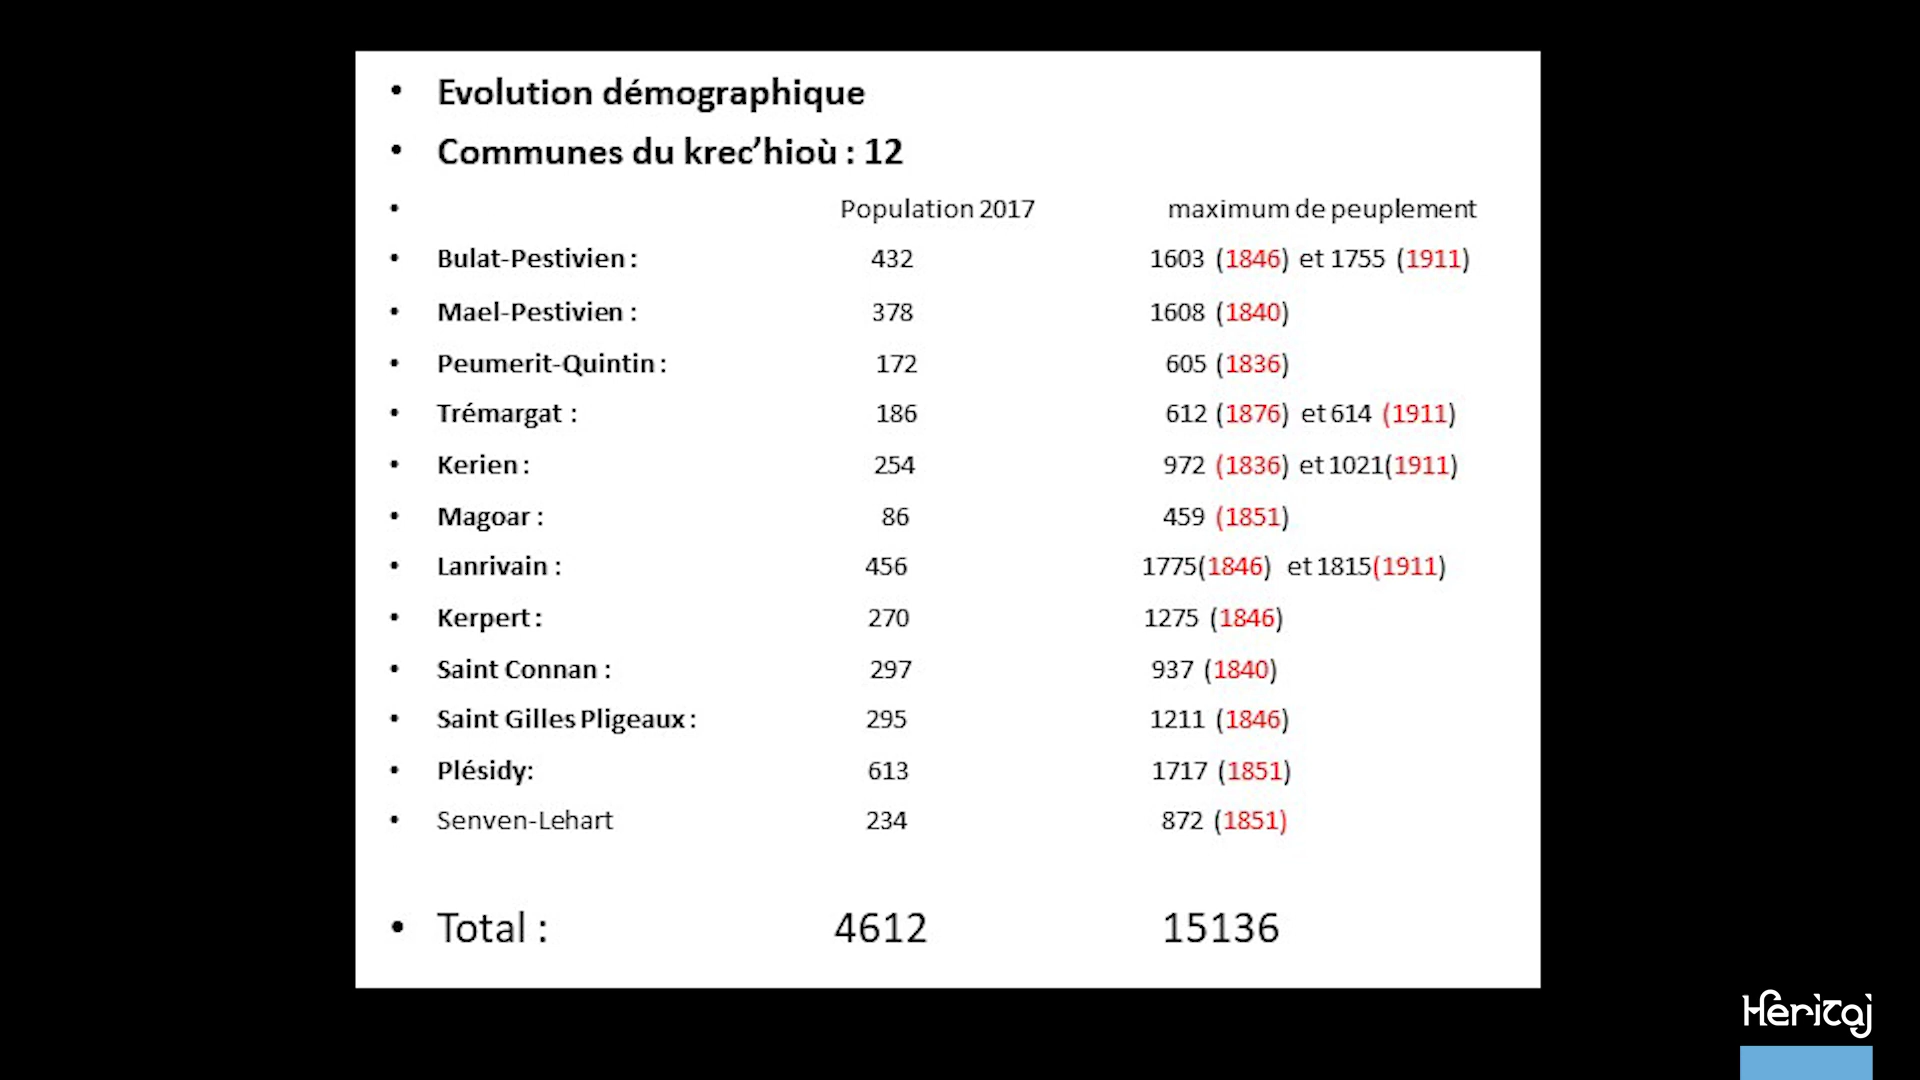 • Evolution démographique
• Communes du krec’hioù : 12
• Population 2017 maximum de peuplement
• Bulat-Pestivien : 432 1603 (1846) et 1755 (1911)
• Mael-Pestivien : 378 1608 (1840)
• Peumerit-Quintin : 172 605 (1836)
• Trémargat : 186 612 (1876) et 614 (1911)
• Kerien : 254 972 (1836) et 1021(1911)
• Magoar : 86 459 (1851)
• Lanrivain : 456 1775(1846) et 1815(1911)
• Kerpert : 270 1275 (1846)
• Saint Connan : 297 937 (1840)
• Saint Gilles Pligeaux : 295 1211 (1846)
• Plésidy: 613 1717 (1851)
• Senven-Lehart 234 872 (1851)
• Total : 4612 15136
Heritaj